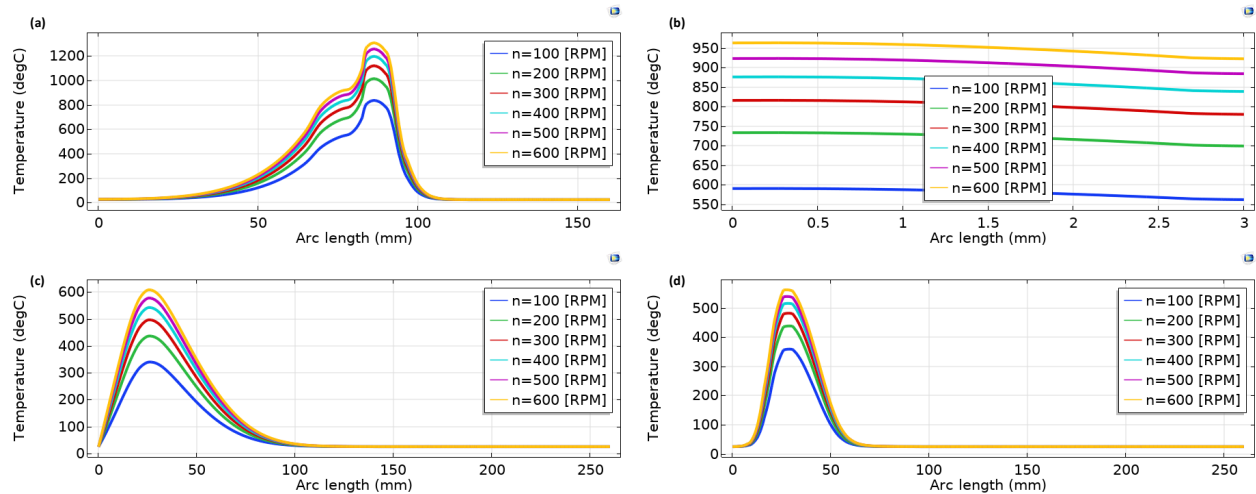 (a)
Temperature (degC)
1200
1000
800
600
400
200
0
n=100 [RPM]
n=200 [RPM]
n=300 [RPM]
n=400 [RPM]
n=500 [RPM]
n=600 [RPM]
0 50 100 150
Arc length (mm)
(b)
Temperature (degC)
950
900
850
800
750
700
650
600
550
n=100 [RPM]
n=200 [RPM]
n=300 [RPM]
n=400 [RPM]
n=500 [RPM]
n=600 [RPM]
0 0.5 1 1.5 2 2.5 3
Arc length (mm)
(c)
Temperature (degC)
600
500
400
300
200
100
0
n=100 [RPM]
n=200 [RPM]
n=300 [RPM]
n=400 [RPM]
n=500 [RPM]
n=600 [RPM]
0 50 100 150 200 250
Arc length (mm)
(d)
Temperature (degC)
500
400
300
200
100
0
n=100 [RPM]
n=200 [RPM]
n=300 [RPM]
n=400 [RPM]
n=500 [RPM]
n=600 [RPM]
0 50 100 150 200 250
Arc length (mm)